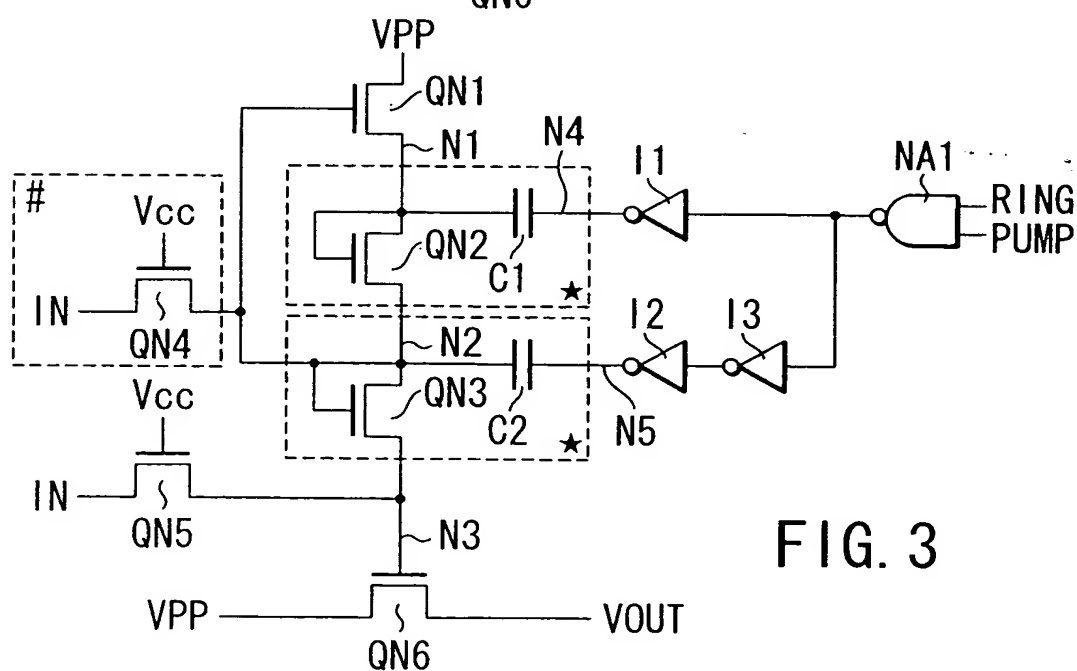 QN6
VPP
QN1
N1
N4
I1
NA1
RING
PUMP
#
Vcc
IN
QN4
QN2
C1
★
I2
I3
N2
QN3
C2
N5
★
Vcc
IN
QN5
N3
VPP
VOUT
QN6
FIG. 3